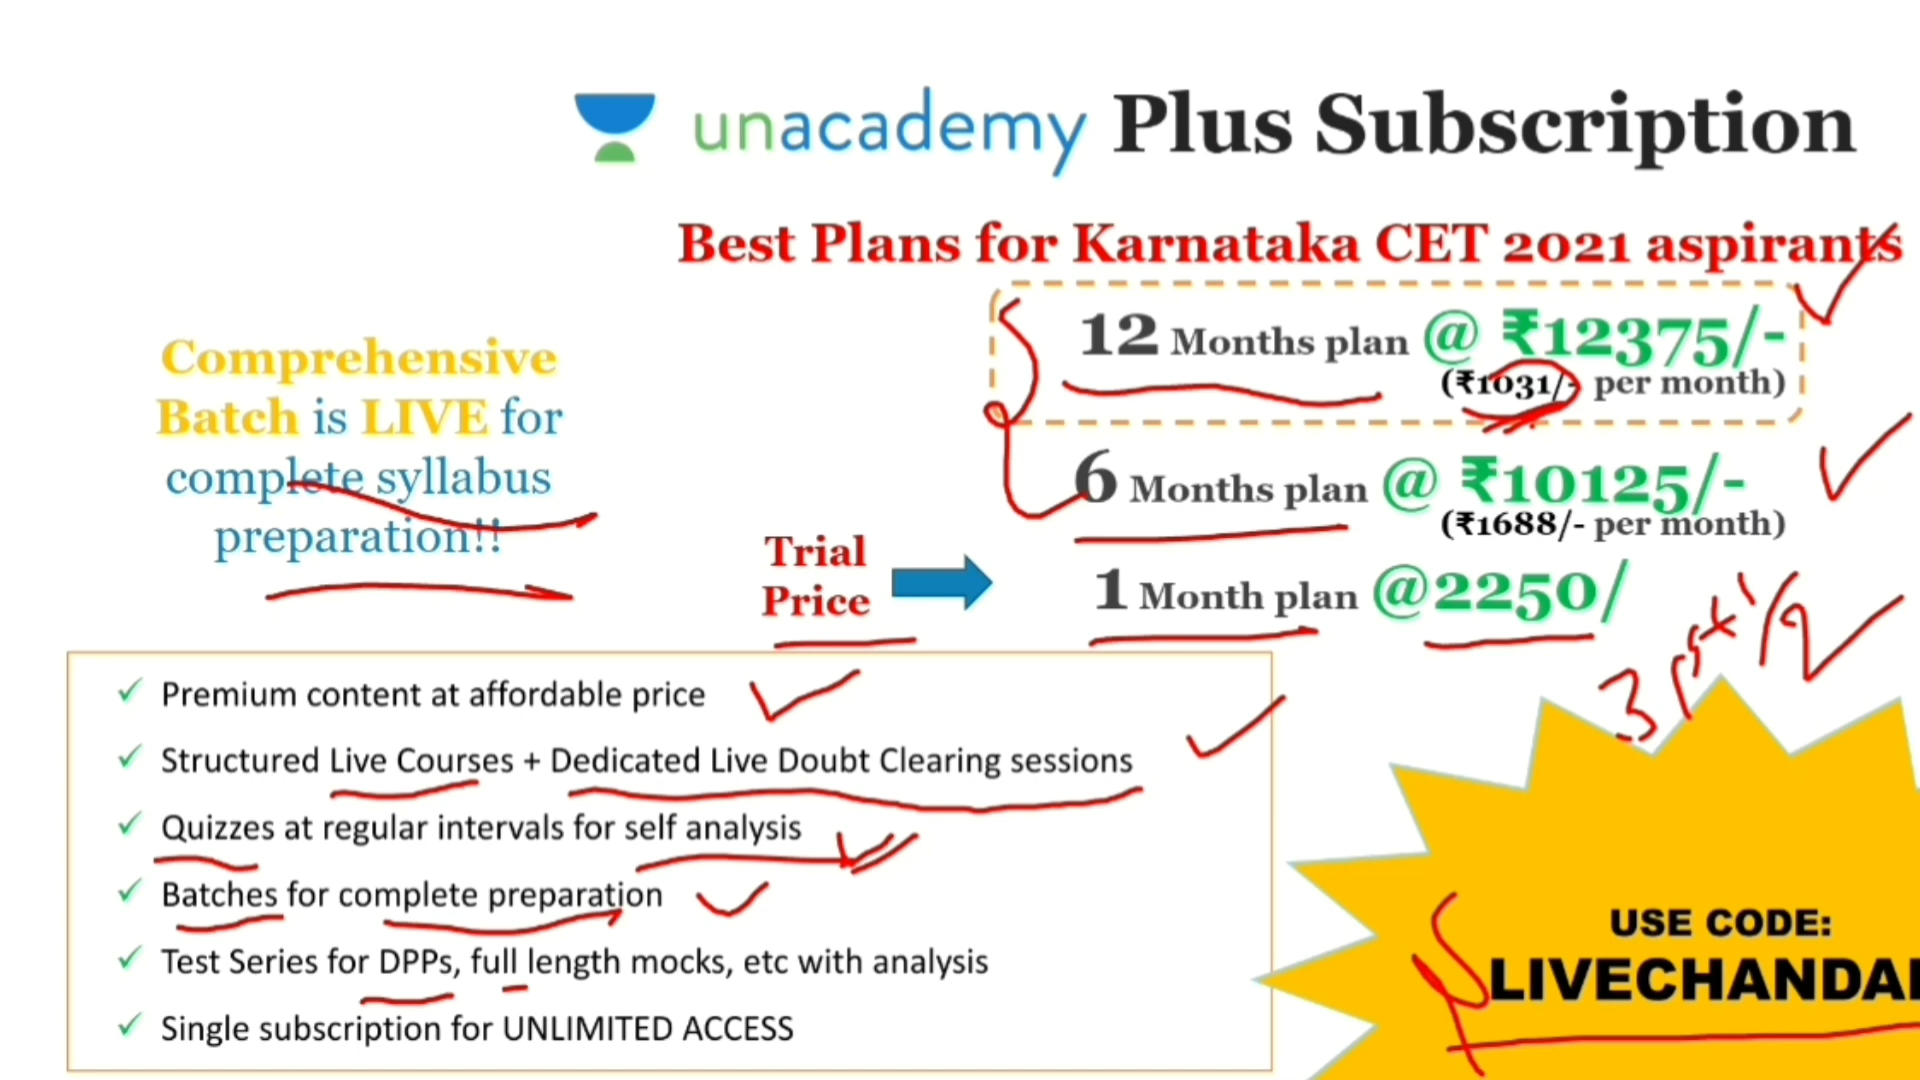 unacademy Plus Subscription
Best Plans for Karnataka CET 2021 aspirants
12 Months plan @ ₹12375/-
(₹1031/- per month)
Comprehensive
Batch is LIVE for
complete syllabus
preparation!!
6 Months plan @ ₹10125/-
(₹1688/- per month)
Trial
Price
1 Month plan @2250/
✓ Premium content at affordable price
✓ Structured Live Courses + Dedicated Live Doubt Clearing sessions
✓ Quizzes at regular intervals for self analysis
✓ Batches for complete preparation
✓ Test Series for DPPs, full length mocks, etc with analysis
✓ Single subscription for UNLIMITED ACCESS
USE CODE:
LIVECHANDA